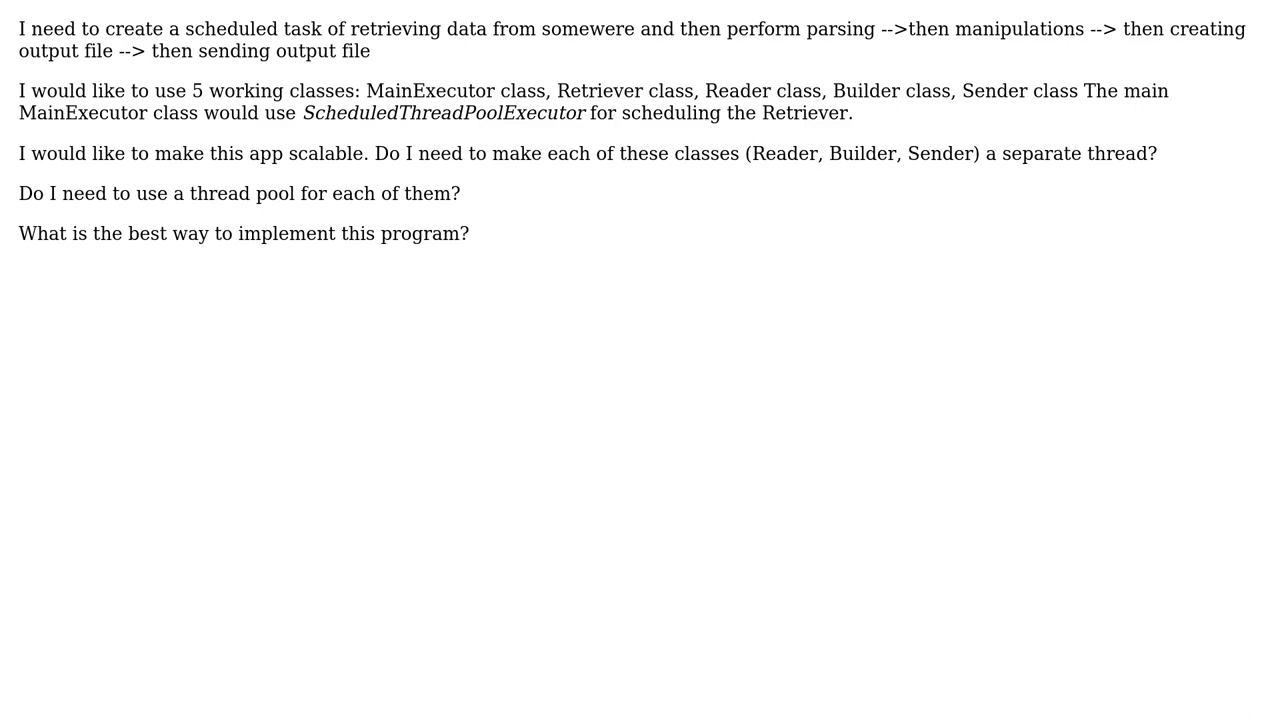 I need to create a scheduled task of retrieving data from somewere and then perform parsing -->then manipulations --> then creating
output file --> then sending output file
I would like to use 5 working classes: MainExecutor class, Retriever class, Reader class, Builder class, Sender class The main
MainExecutor class would use ScheduledThreadPoolExecutor for scheduling the Retriever.
I would like to make this app scalable. Do I need to make each of these classes (Reader, Builder, Sender) a separate thread?
Do I need to use a thread pool for each of them?
What is the best way to implement this program?